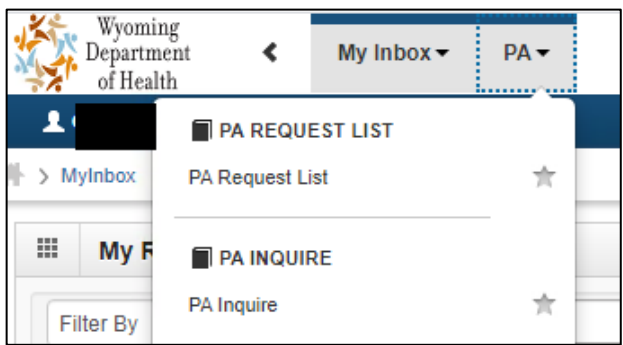 Wyoming
Department
of Health
My Inbox
PA
PA REQUEST LIST
> MyInbox
PA Request List
My
PA INQUIRE
PA Inquire
Filter By